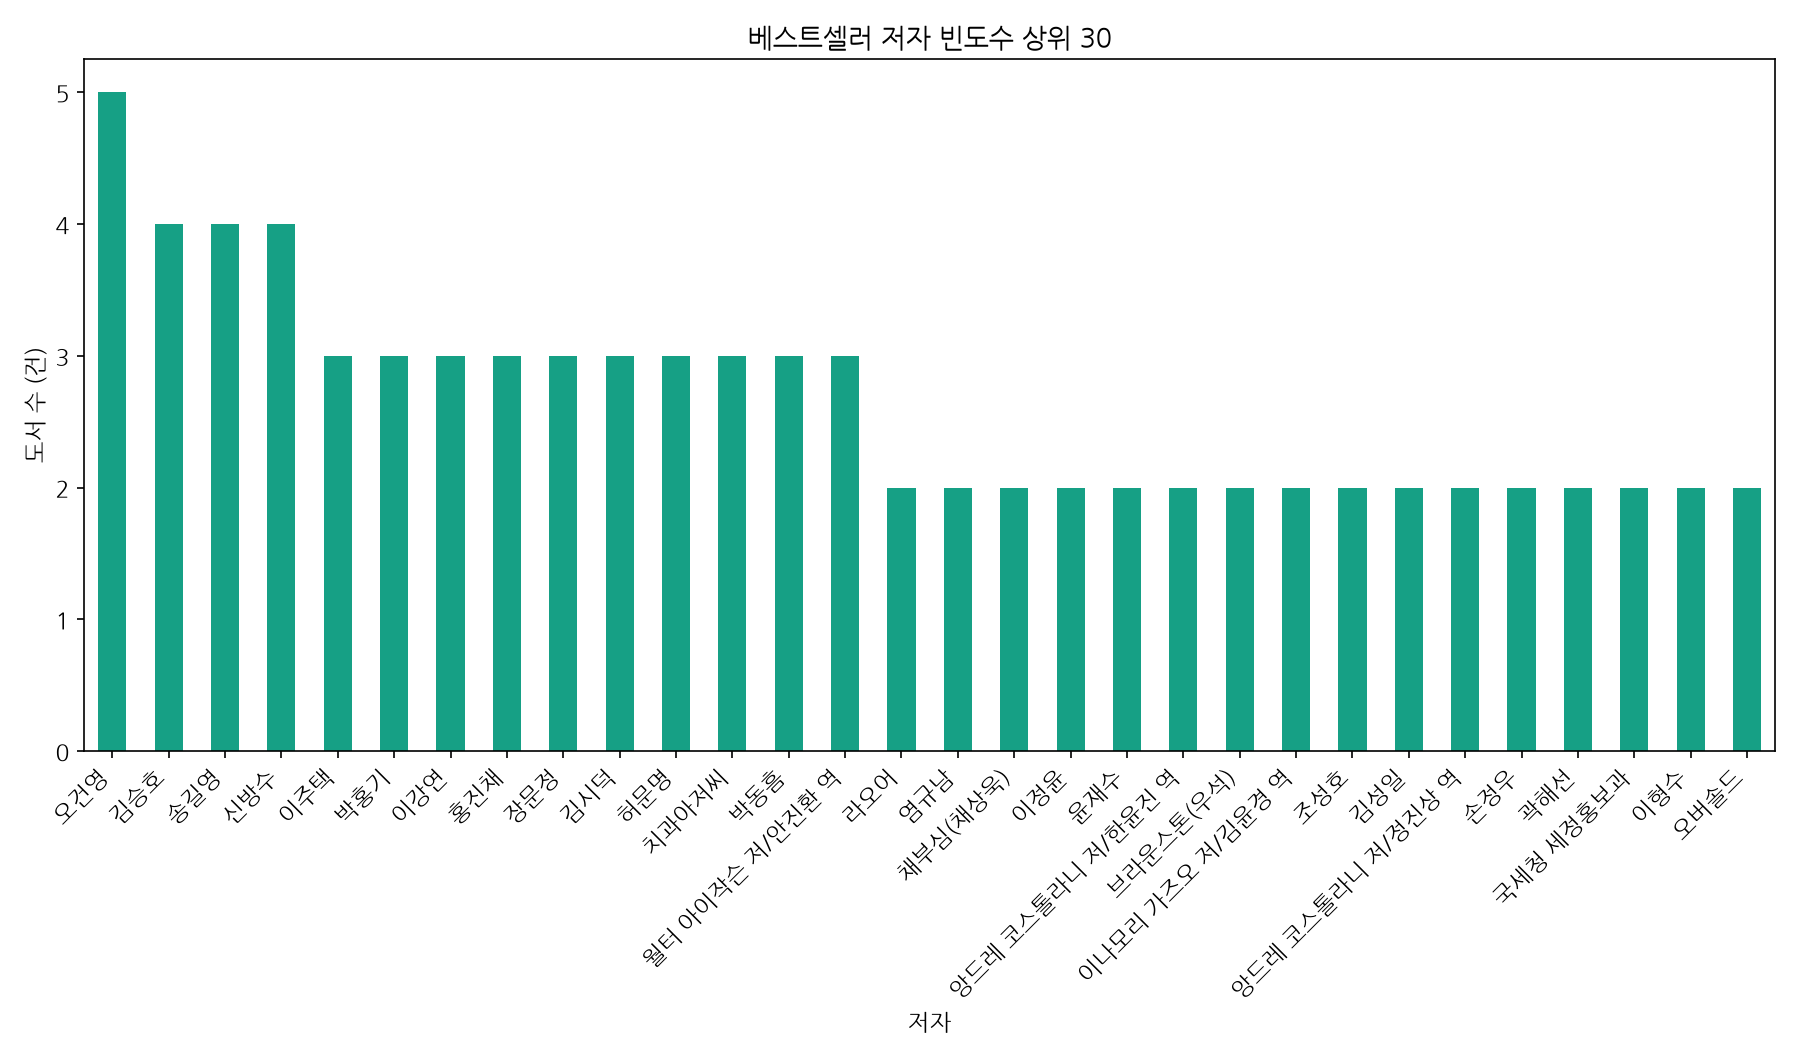 베스트셀러 저자 빈도수 상위 30
도서 수 (건)
5
4
3
2
1
0
오건영
김승호
송길영
신방수
이주택
박홍기
이강연
홍진채
장문정
김시덕
허문명
치과아저씨
박동흠
월터 아이작슨 저/안진환 역
리오어
염규남
채부심(채상욱)
이정윤
윤재수
앙드레 코스톨라니 저/한윤진 역
브라운스톤(우석)
이나모리 가즈오 저/김윤경 역
조성호
김성일
앙드레 코스톨라니 저/정진상 역
손정우
곽해선
국세청 세정홍보과
이형수
오버솔드
저자